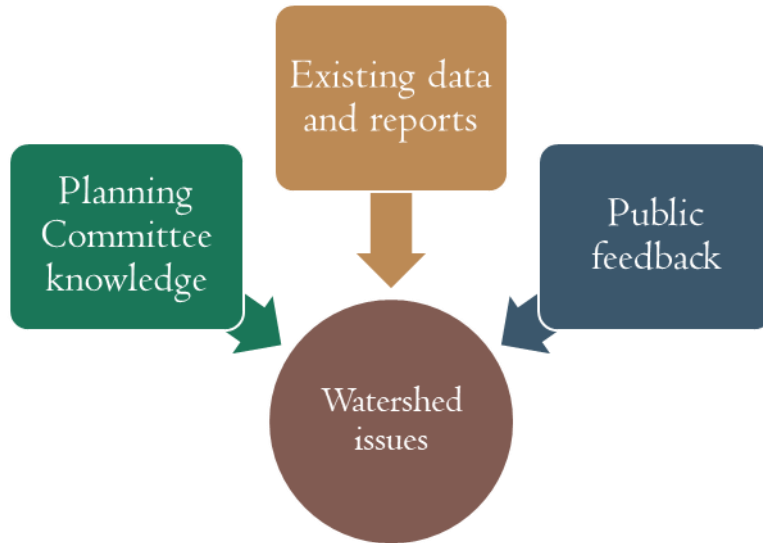 Existing data
and reports
Planning
Committee
knowledge
Public
feedback
Watershed
issues